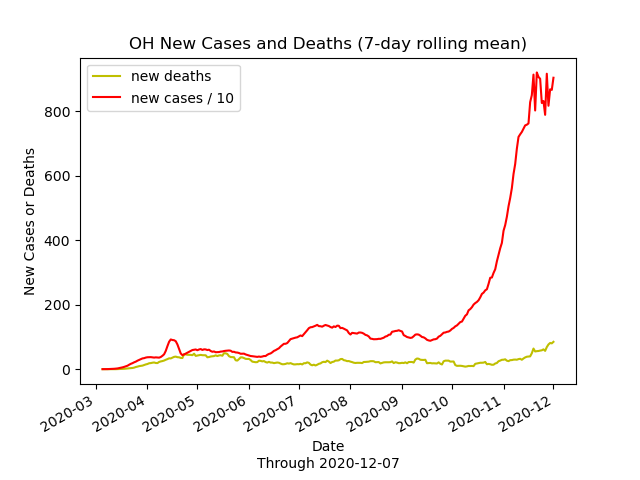 OH New Cases and Deaths (7-day rolling mean)
new deaths
new cases / 10
New Cases or Deaths
800
600
400
200
0
2020-03
2020-04
2020-05
2020-06
2020-07
2020-08
2020-09
2020-10
2020-11
2020-12
Date
Through 2020-12-07